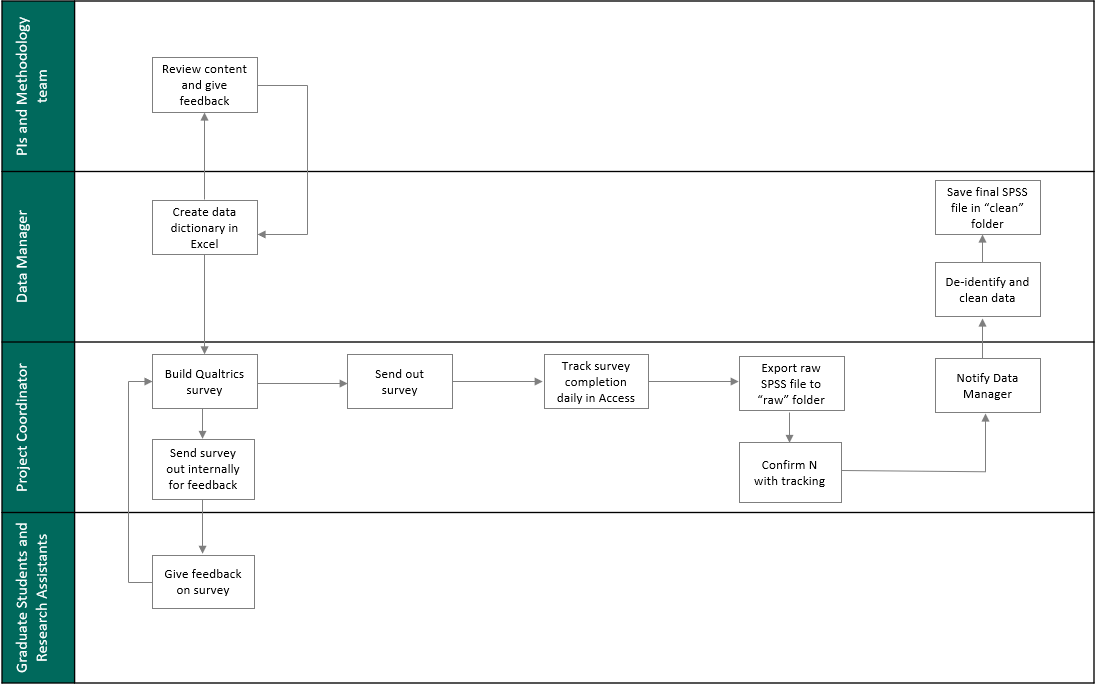 PIs and Methodology
team
Review content
and give
feedback
Data Manager
Create data
dictionary in
Excel
Save final SPSS
file in “clean”
folder
De-identify and
clean data
Project Coordinator
Build Qualtrics
survey
Send out
survey
Track survey
completion
daily in Access
Export raw
SPSS file to
“raw” folder
Notify Data
Manager
Send survey
out internally
for feedback
Confirm N
with tracking
Graduate Students and
Research Assistants
Give feedback
on survey